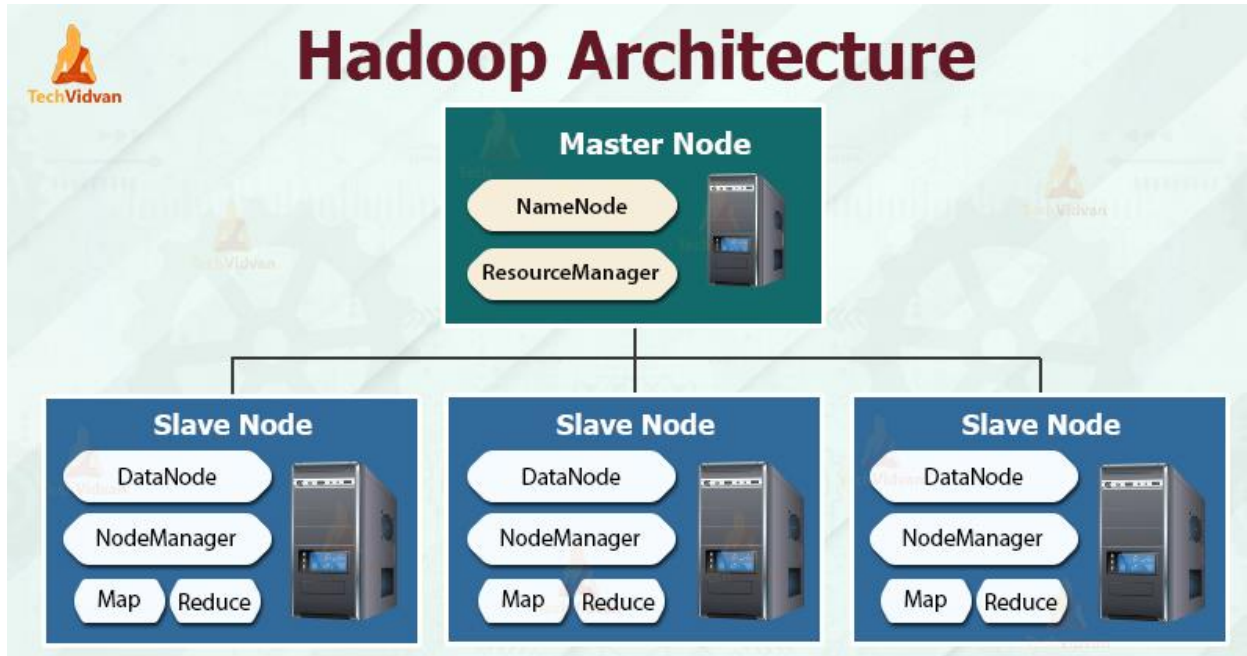 TechVidvan
Hadoop Architecture
Master Node
NameNode
ResourceManager
Slave Node
DataNode
NodeManager
Map Reduce
Slave Node
DataNode
NodeManager
Map Reduce
Slave Node
DataNode
NodeManager
Map Reduce
TechVidvan